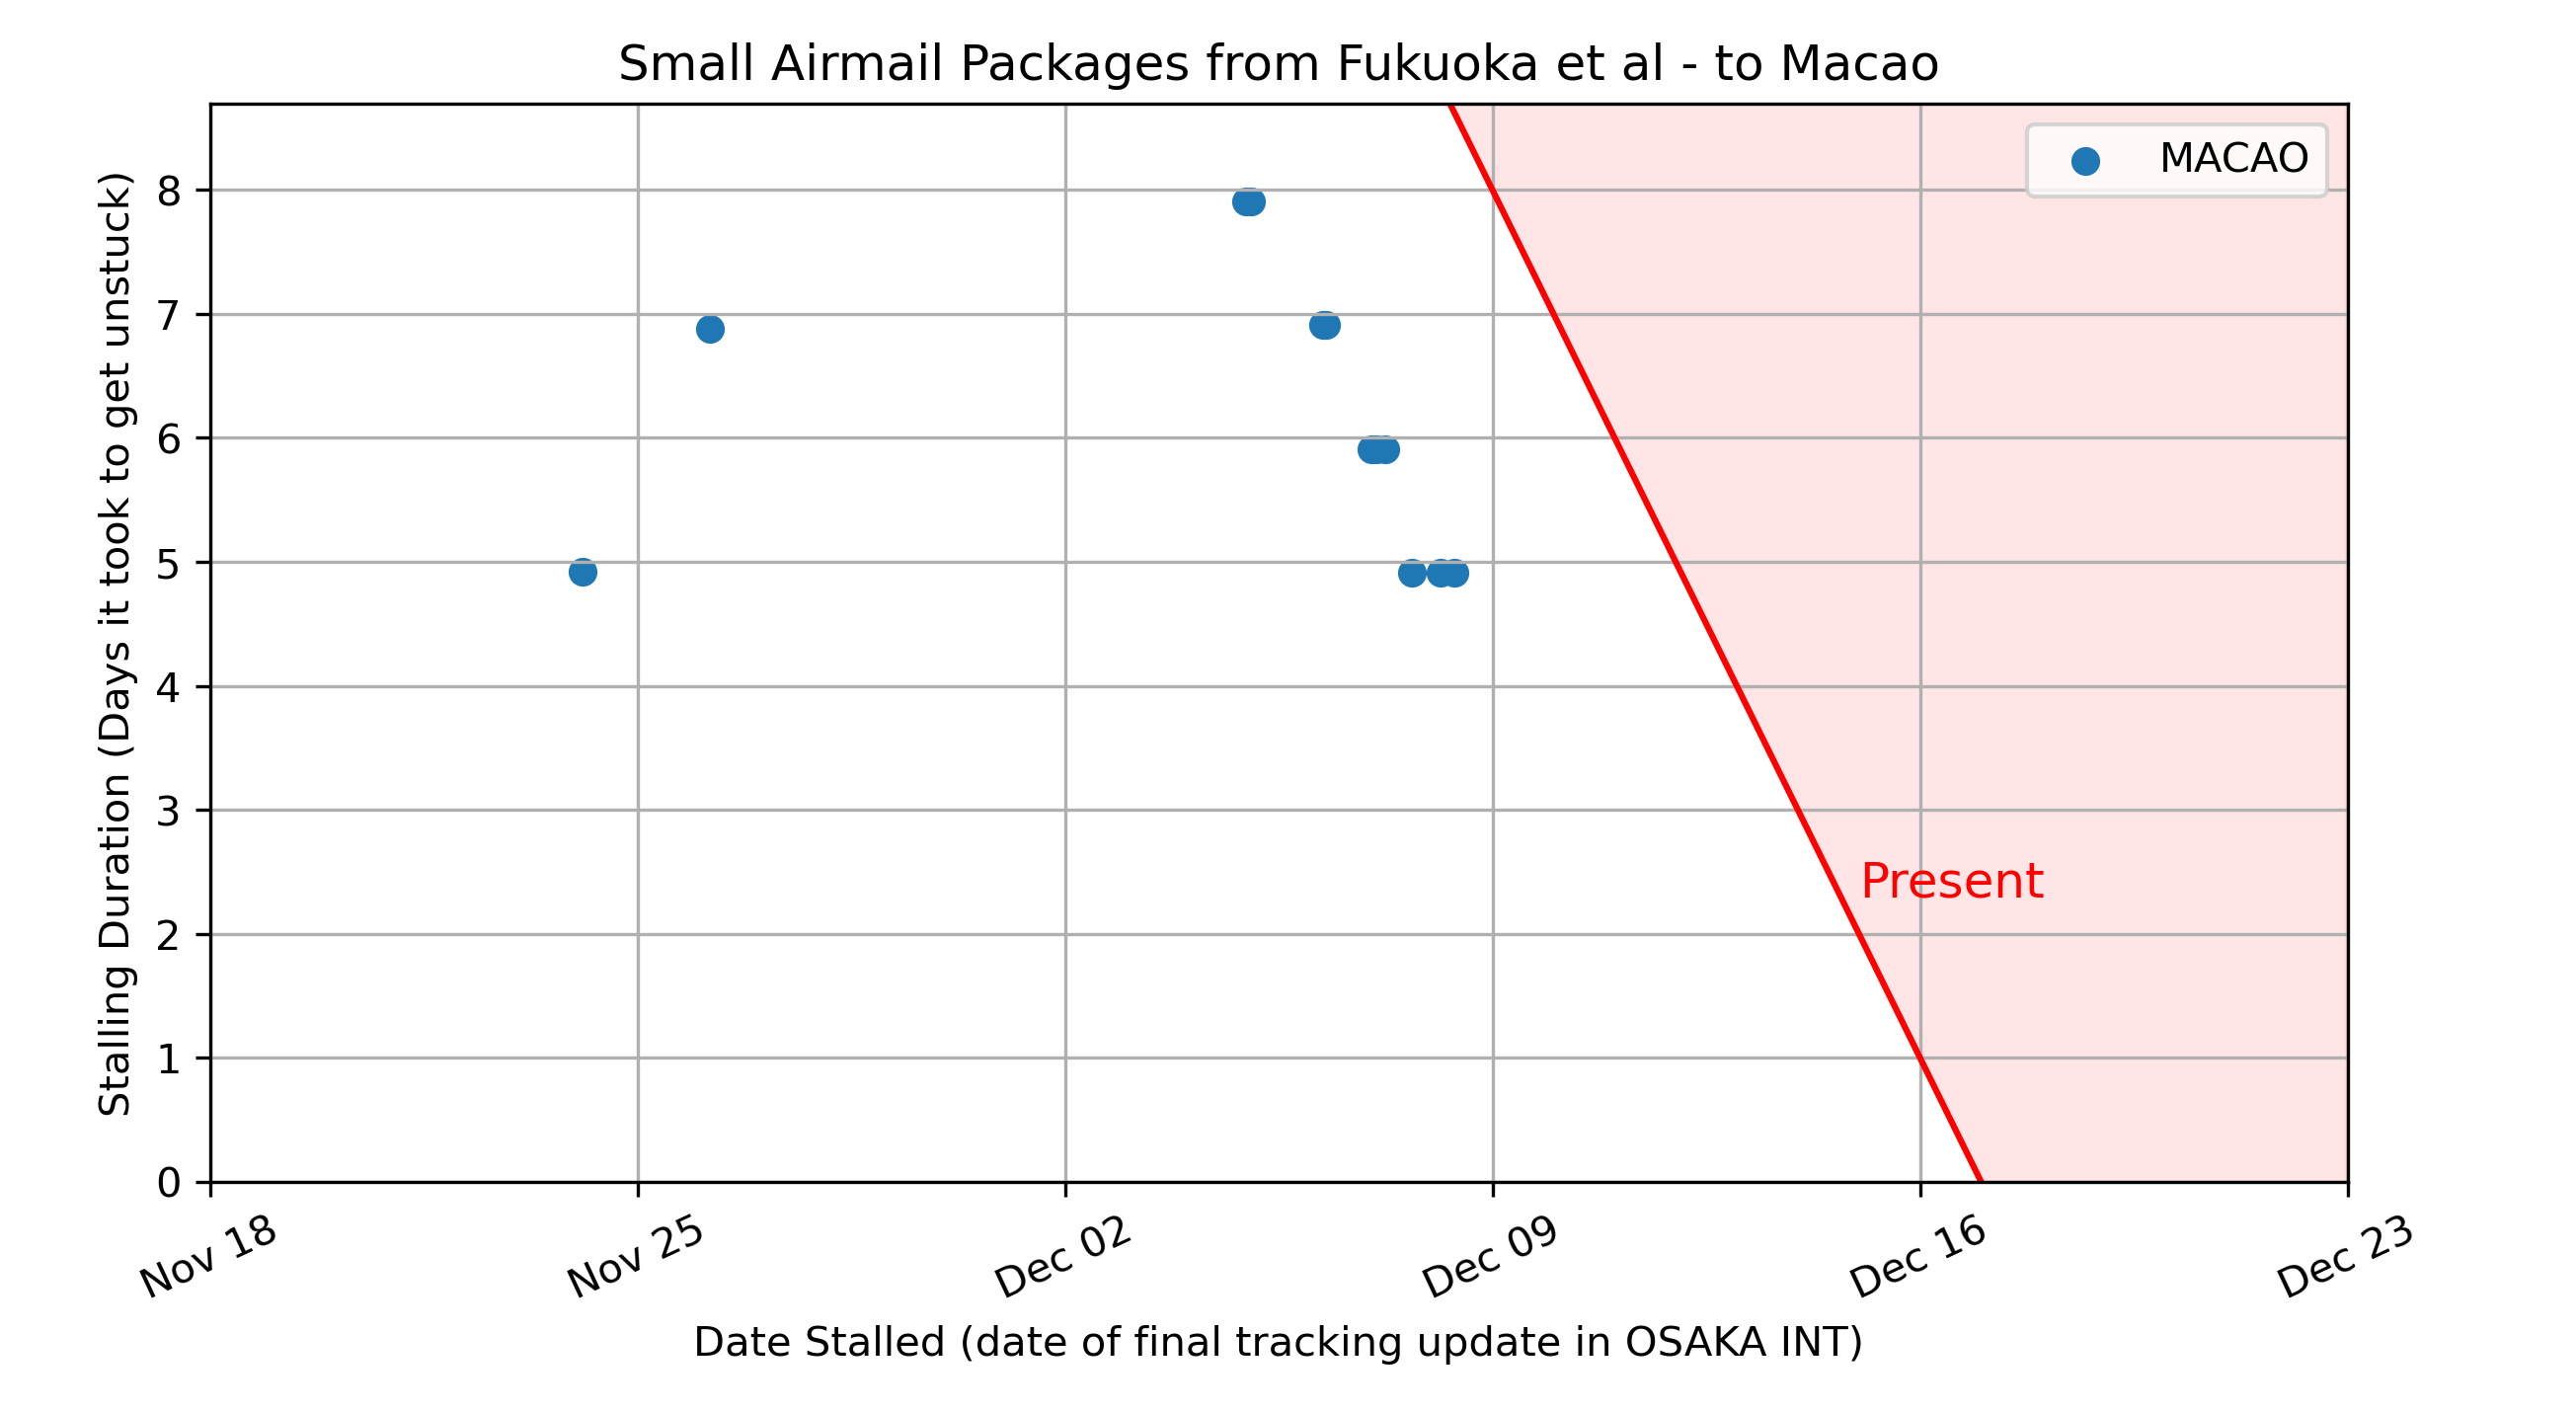 Small Airmail Packages from Fukuoka et al - to Macao
MACAO
Stalling Duration (Days it took to get unstuck)
8
7
6
5
4
3
2
1
0
Present
Nov 18
Nov 25
Dec 02
Dec 09
Dec 16
Dec 23
Date Stalled (date of final tracking update in OSAKA INT)